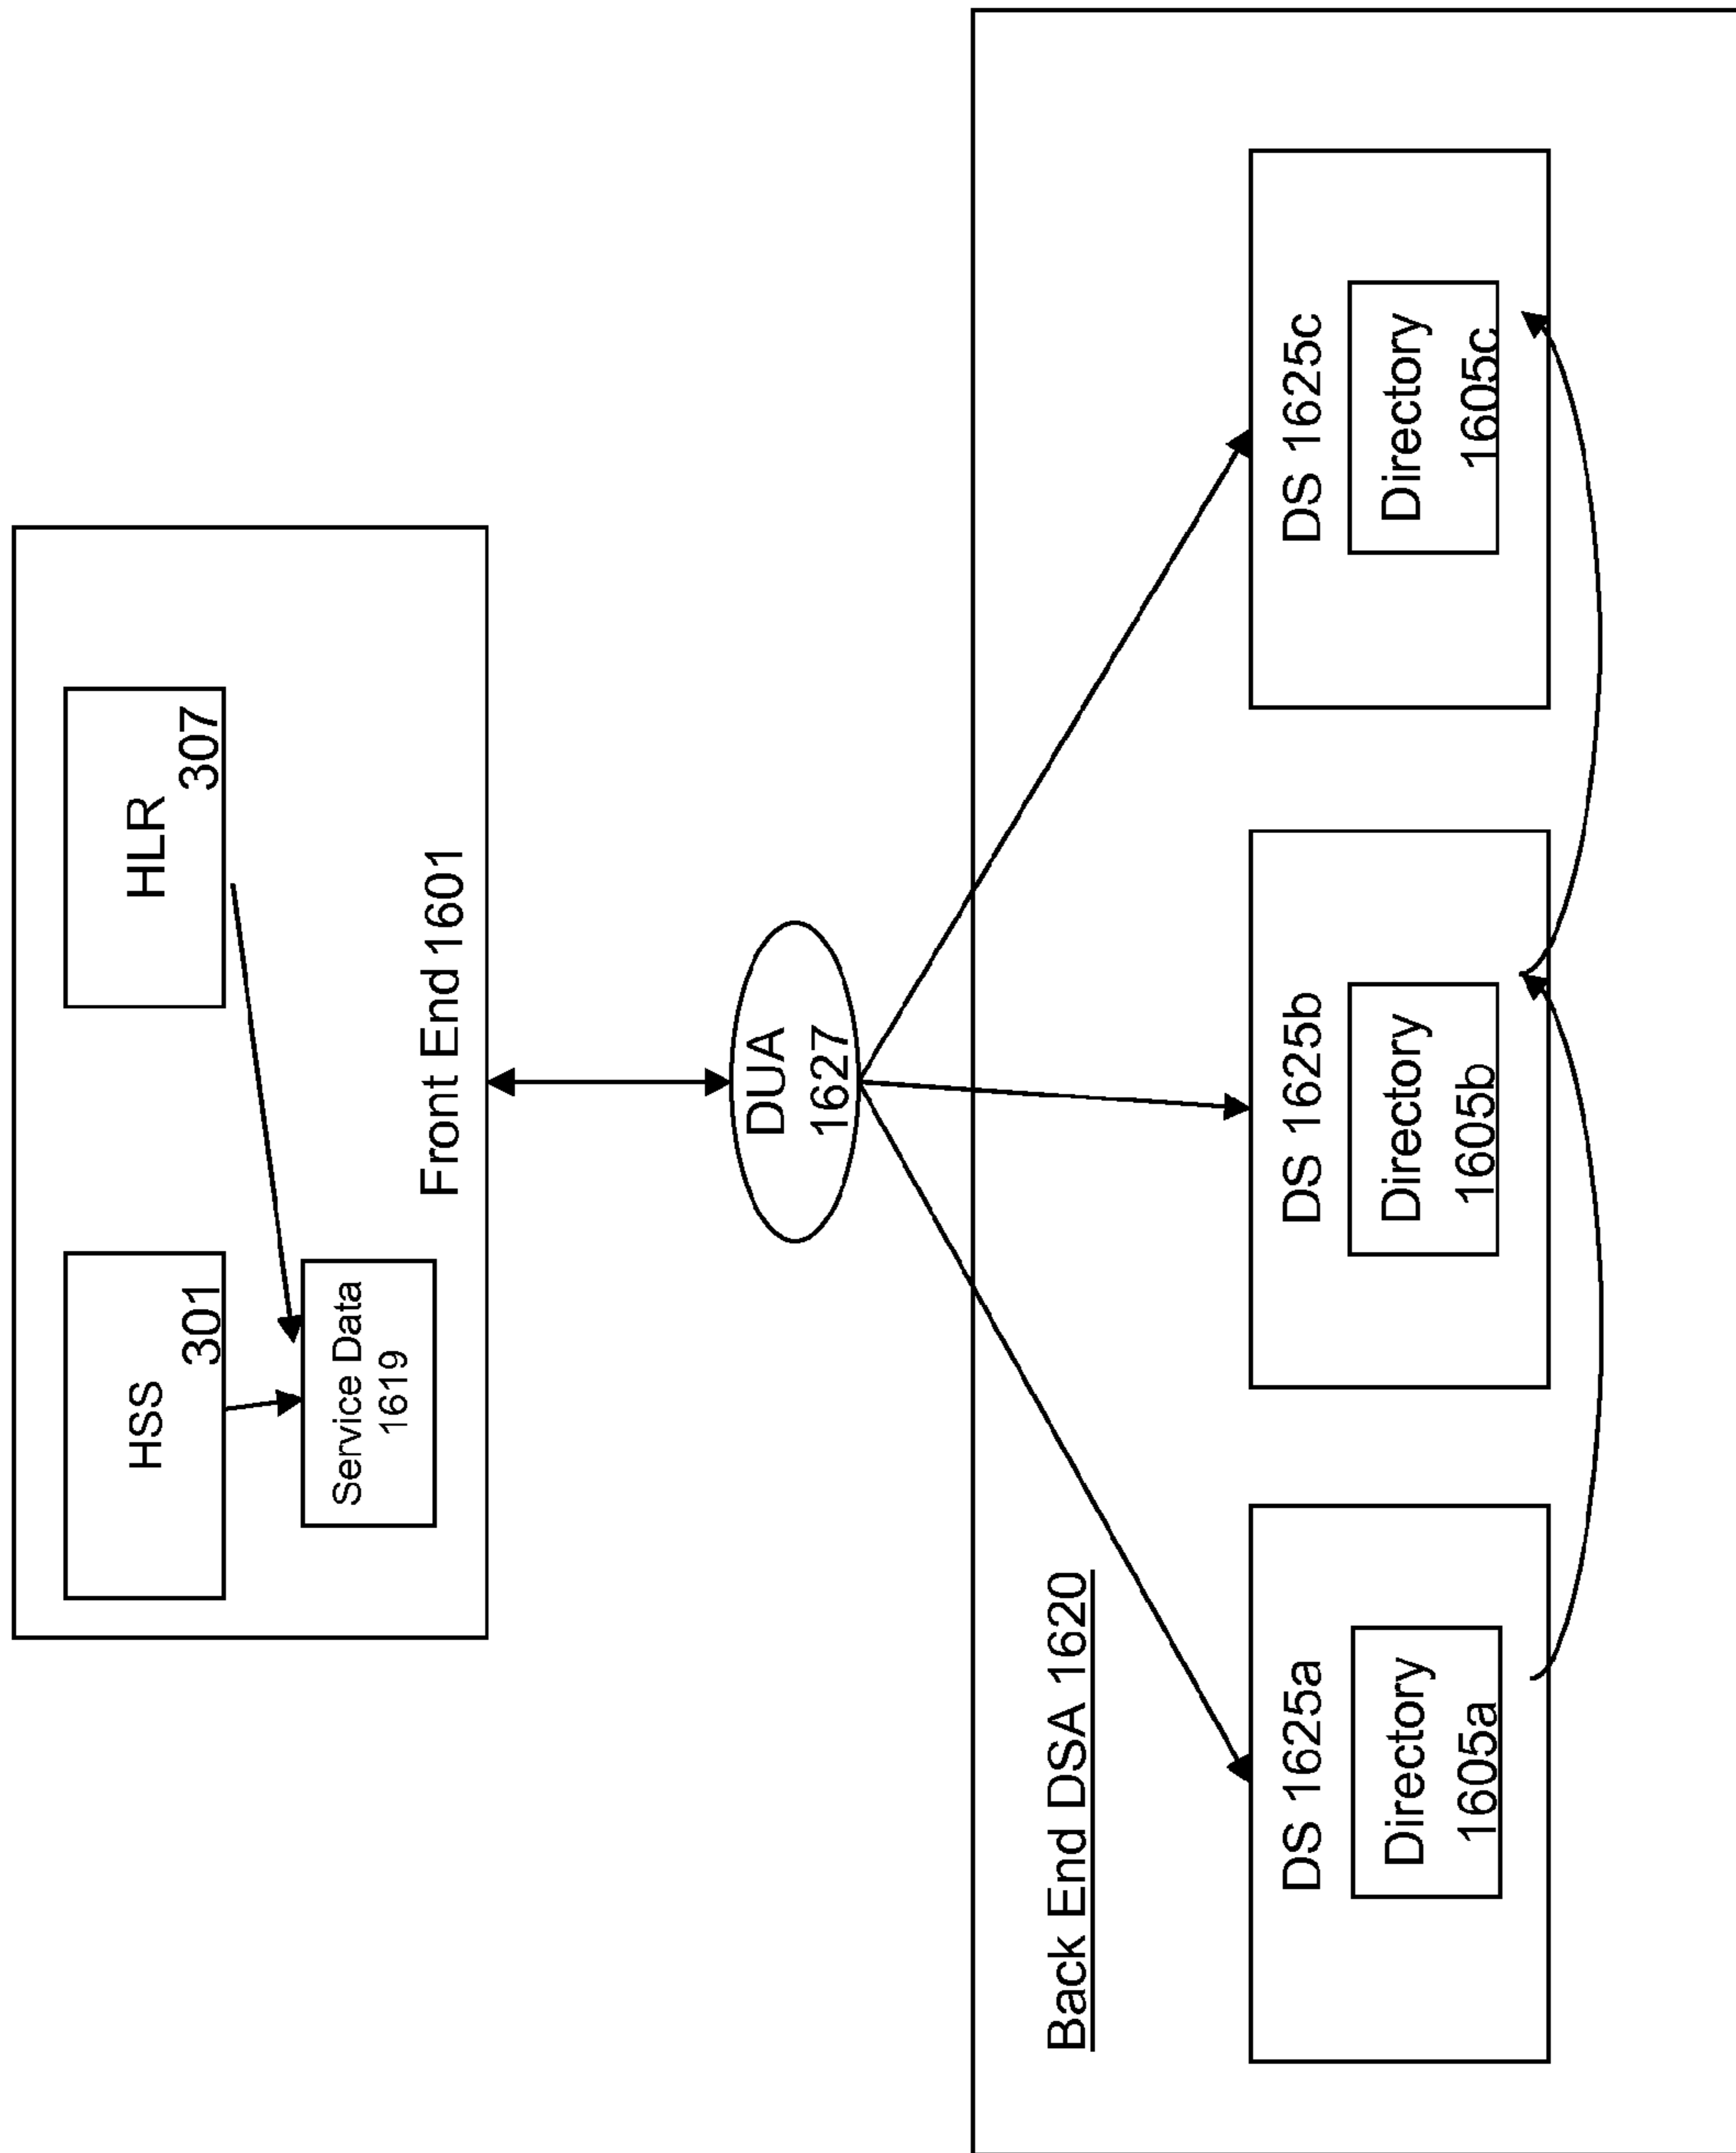 HSS
301
HLR
307
Service Data
1619
Front End 1601
DUA
1627
Back End DSA 1620
DS 1625a
Directory
1605a
DS 1625b
Directory
1605b
DS 1625c
Directory
1605c